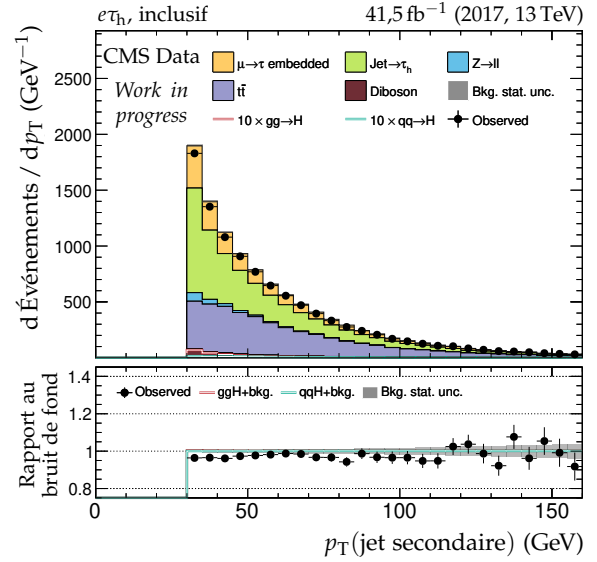 eτh, inclusif 41,5 fb−1 (2017, 13 TeV)
CMS Data
Work in
progress
μ→τ embedded Jet→τh Z→ll
tt̄ Diboson Bkg. stat. unc.
10 × gg→H 10 × qq→H Observed
d Événements / dpT (GeV−1)
2500
2000
1500
1000
500
Observed ggH+bkg. qqH+bkg. Bkg. stat. unc.
Rapport au
bruit de fond
1.4
1.2
1
0.8
0 50 100 150
pT(jet secondaire) (GeV)